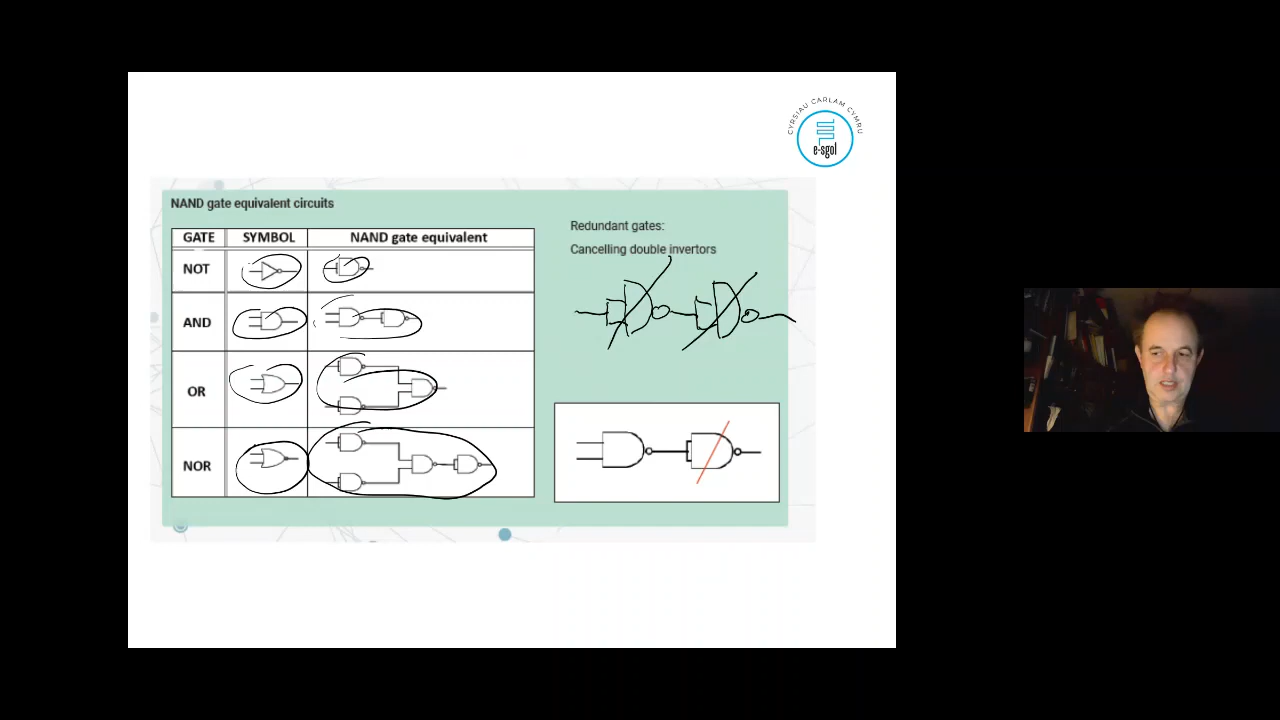 CYRSIAU CARLAM CYMRU
e-sgol
NAND gate equivalent circuits
GATE SYMBOL NAND gate equivalent
NOT
AND
OR
NOR
Redundant gates:
Cancelling double invertors